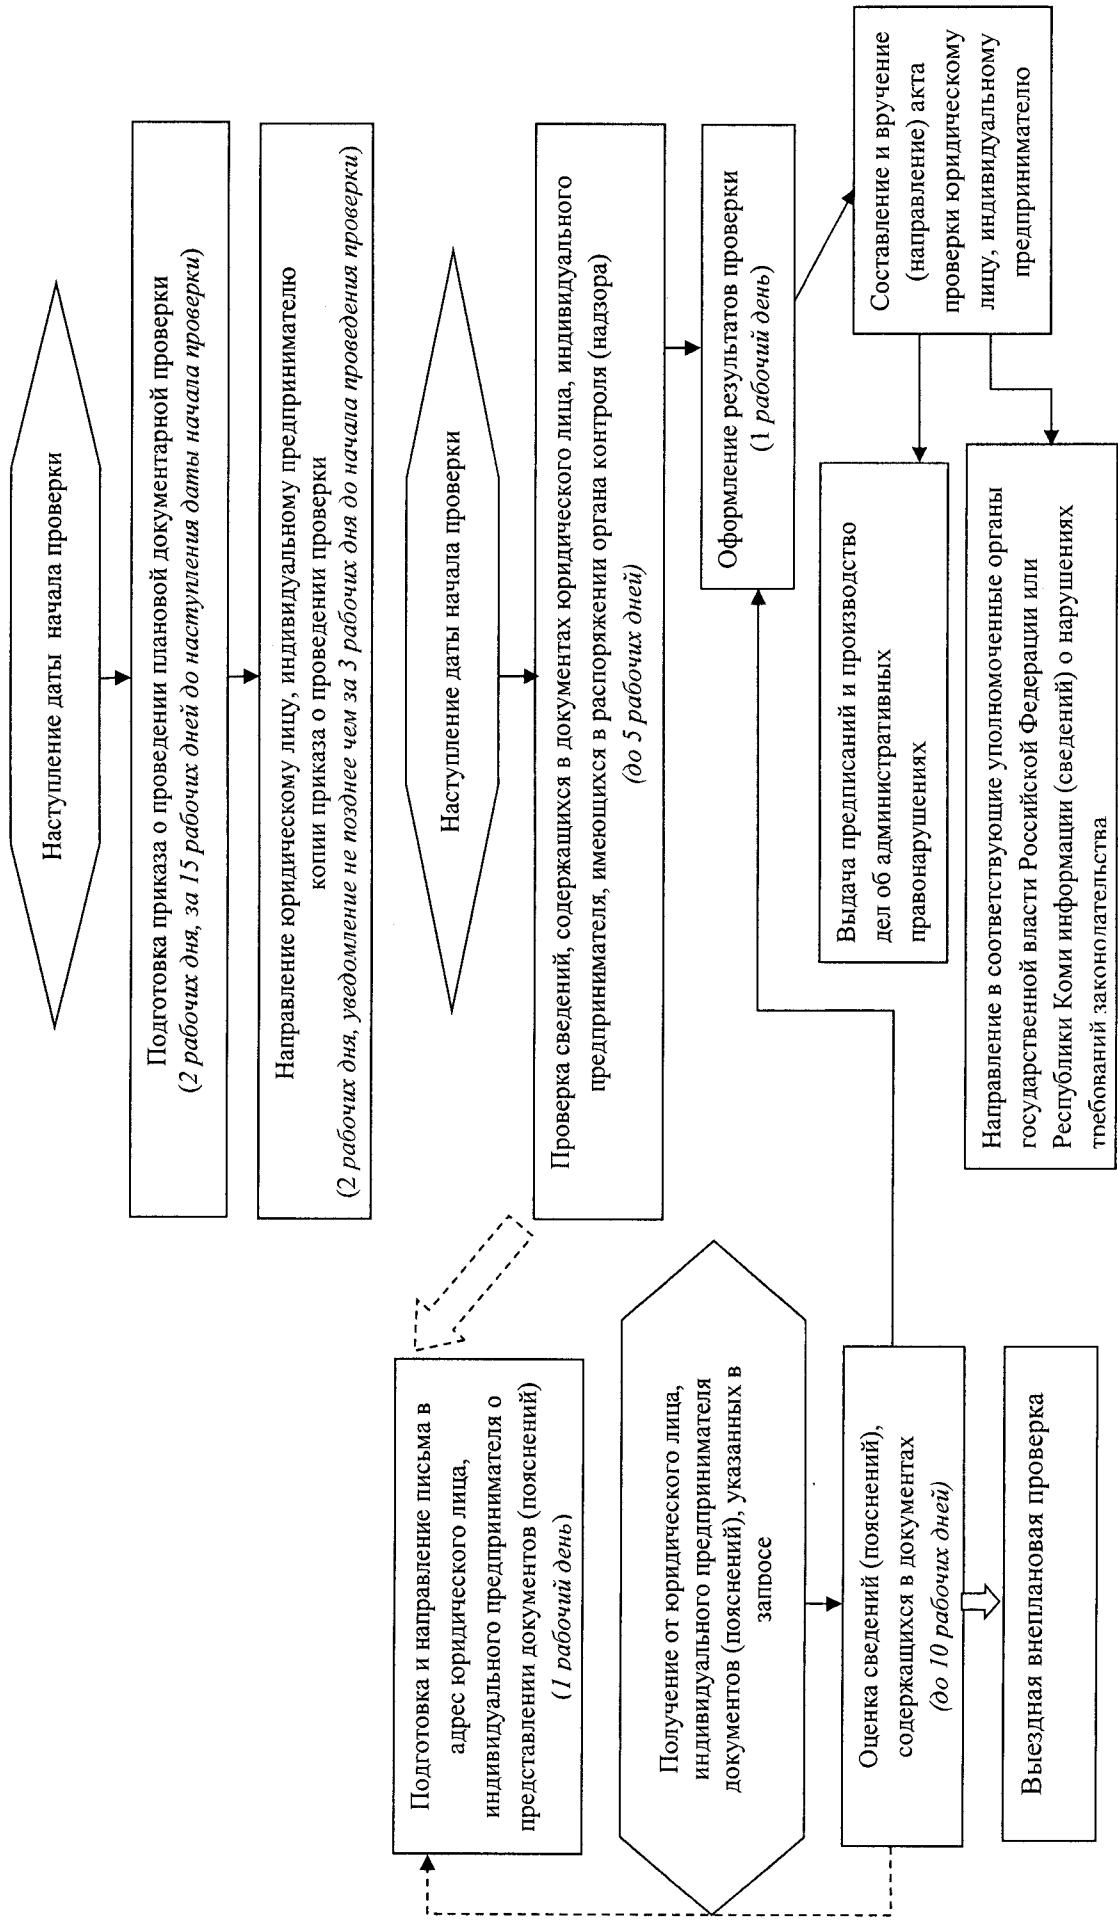 Наступление даты начала проверки
Подготовка приказа о проведении плановой документарной проверки
(2 рабочих дня, за 15 рабочих дней до наступления даты начала проверки)
Направление юридическому лицу, индивидуальному предпринимателю
копии приказа о проведении проверки
(2 рабочих дня, уведомление не позднее чем за 3 рабочих дня до начала проведения проверки)
Наступление даты начала проверки
Проверка сведений, содержащихся в документах юридического лица, индивидуального
предпринимателя, имеющихся в распоряжении органа контроля (надзора)
(до 5 рабочих дней)
Подготовка и направление письма в
адрес юридического лица,
индивидуального предпринимателя о
представлении документов (пояснений)
(1 рабочий день)
Получение от юридического лица,
индивидуального предпринимателя
документов (пояснений), указанных в
запросе
Оценка сведений (пояснений),
содержащихся в документах
(до 10 рабочих дней)
Выездная внеплановая проверка
Оформление результатов проверки
(1 рабочий день)
Составление и вручение
(направление) акта
проверки юридическому
лицу, индивидуальному
предпринимателю
Выдача предписаний и производство
дел об административных
правонарушениях
Направление в соответствующие уполномоченные органы
государственной власти Российской Федерации или
Республики Коми информации (сведений) о нарушениях
требований законодательства